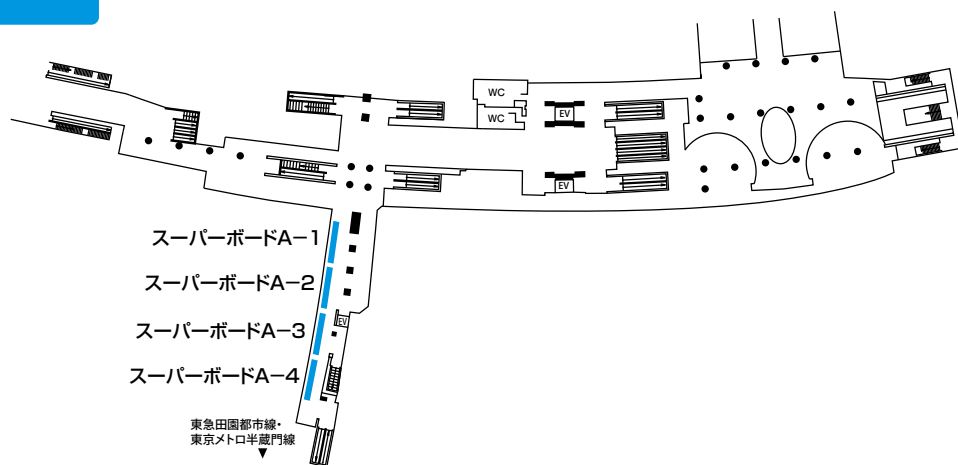 WC
WC
EV
EV
スーパーボードA−1
スーパーボードA−2
スーパーボードA−3
EV
スーパーボードA−4
東急田園都市線・
東京メトロ半蔵門線
▼